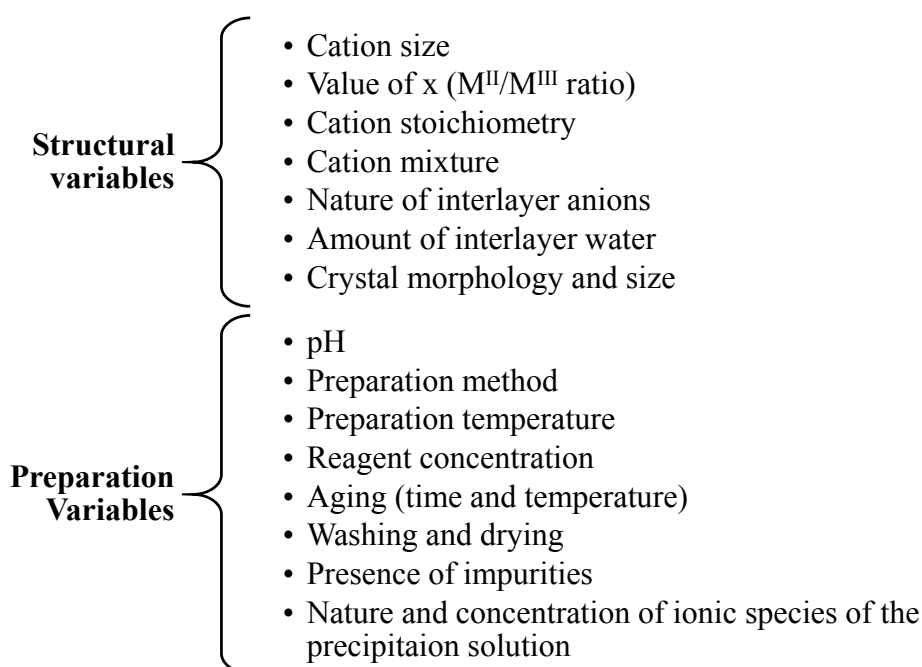 Structural
variables
• Cation size
• Value of x (Mᴵᴵ/Mᴵᴵᴵ ratio)
• Cation stoichiometry
• Cation mixture
• Nature of interlayer anions
• Amount of interlayer water
• Crystal morphology and size
Preparation
Variables
• pH
• Preparation method
• Preparation temperature
• Reagent concentration
• Aging (time and temperature)
• Washing and drying
• Presence of impurities
• Nature and concentration of ionic species of the
precipitaion solution